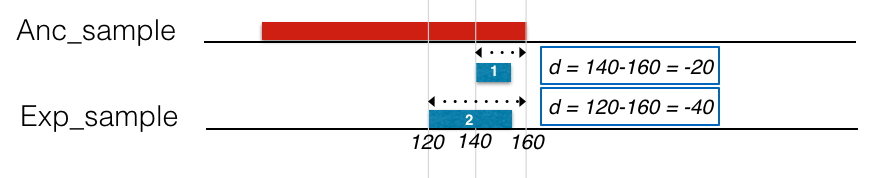 Anc_sample
1
d = 140-160 = -20
d = 120-160 = -40
Exp_sample
2
120 140 160